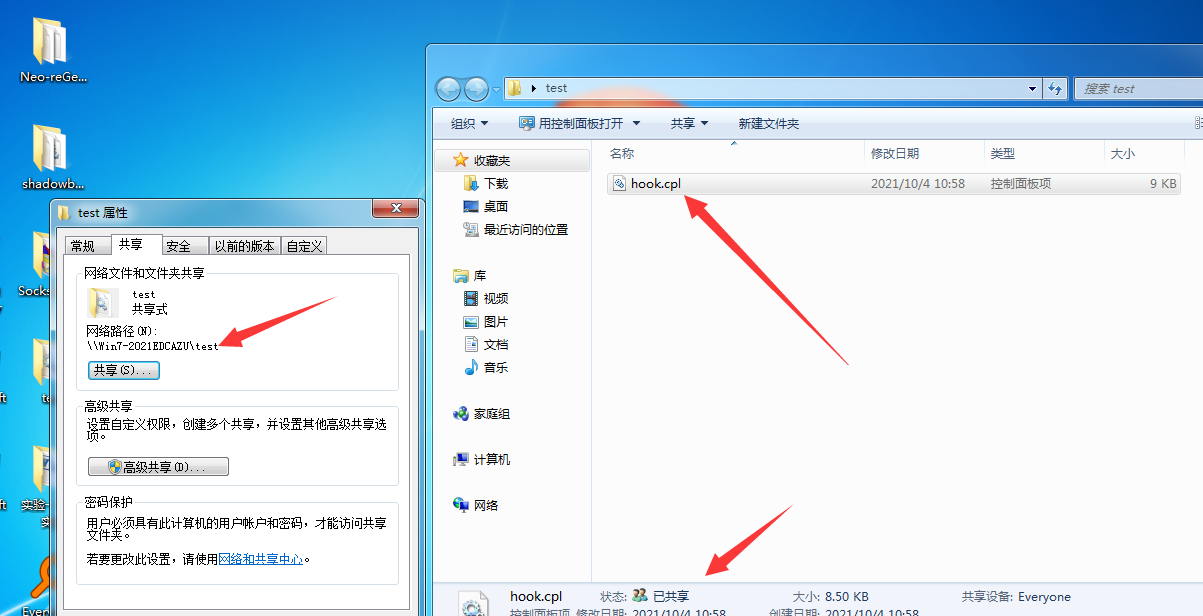 Neo-reGe...
shadowb...
Socks
test
搜索 test
组织
用控制面板打开
共享
新建文件夹
名称
修改日期
类型
大小
hook.cpl
2021/10/4 10:58
控制面板项
9 KB
收藏夹
下载
桌面
最近访问的位置
库
视频
图片
文档
音乐
家庭组
计算机
网络
test 属性
常规
共享
安全
以前的版本
自定义
网络文件和文件夹共享
test
共享式
网络路径(N):
\\Win7-2021EDCAZU\test
共享(S)...
高级共享
设置自定义权限，创建多个共享，并设置其他高级共享选
项。
高级共享(D)...
密码保护
用户必须具有此计算机的用户帐户和密码，才能访问共享
文件夹。
若要更改此设置，请使用网络和共享中心。
实验
Every
hook.cpl
状态:
已共享
大小: 8.50 KB
共享设备: Everyone
控制面板项
修改日期: 2021/10/4 10:58
创建日期: 2021/10/4 10:58